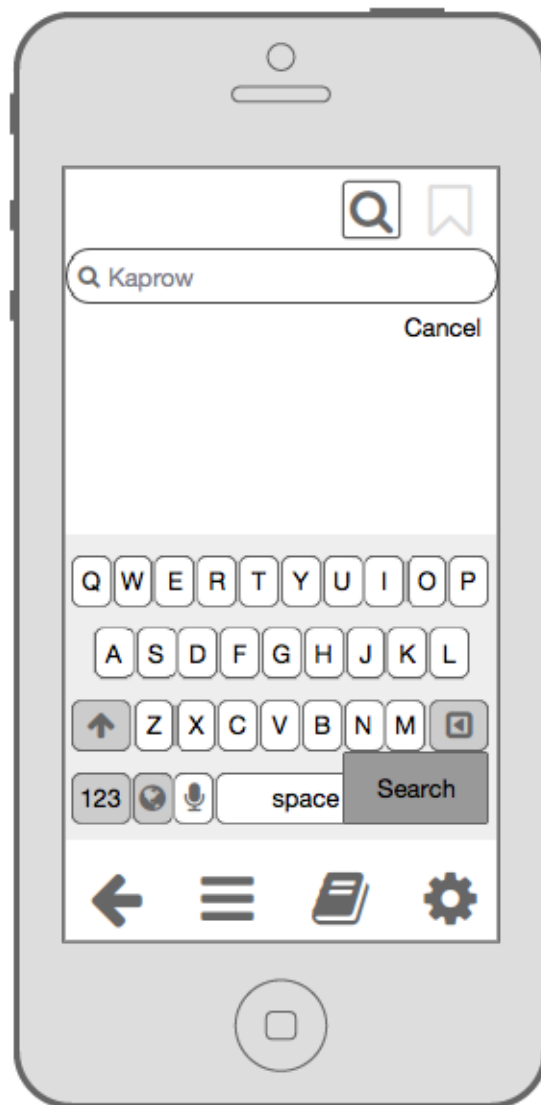 Kaprow
Cancel
Q W E R T Y U I O P
A S D F G H J K L
Z X C V B N M
123 space Search